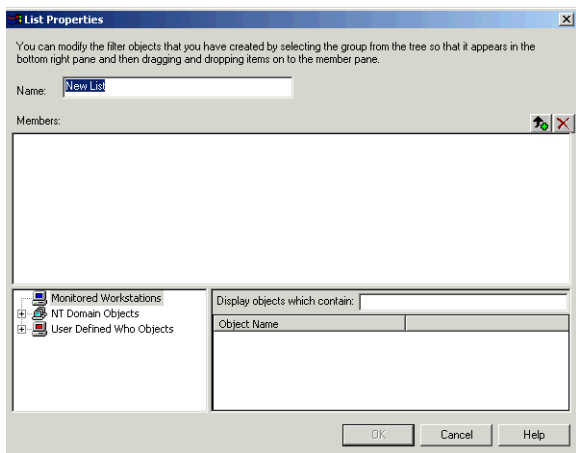 List Properties
You can modify the filter objects that you have created by selecting the group from the tree so that it appears in the
bottom right pane and then dragging and dropping items on to the member pane.
Name: New List
Members:
Monitored Workstations
NT Domain Objects
User Defined Who Objects
Display objects which contain:
Object Name
OK Cancel Help